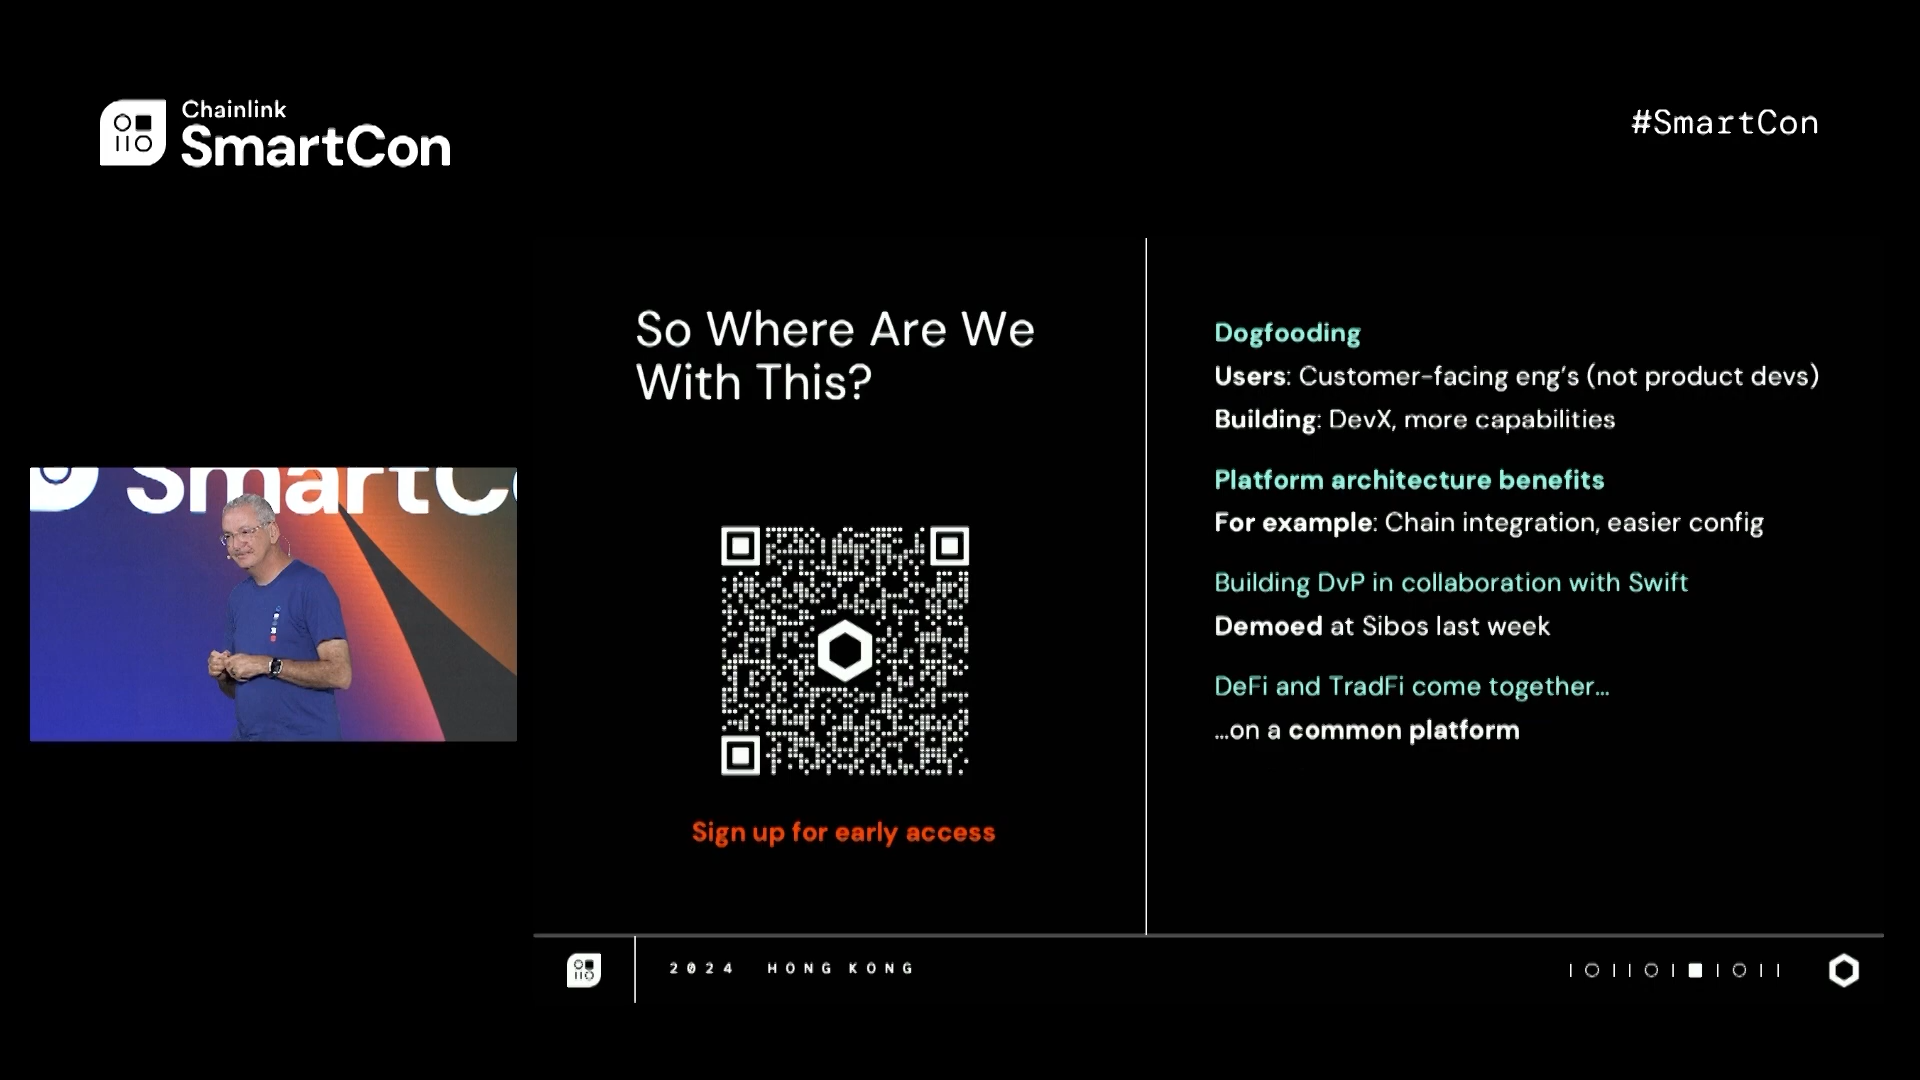 Chainlink
SmartCon
#SmartCon
SmartC
So Where Are We
With This?
Sign up for early access
Dogfooding
Users: Customer-facing eng's (not product devs)
Building: DevX, more capabilities
Platform architecture benefits
For example: Chain integration, easier config
Building DvP in collaboration with Swift
Demoed at Sibos last week
DeFi and TradFi come together...
...on a common platform
2024 HONG KONG